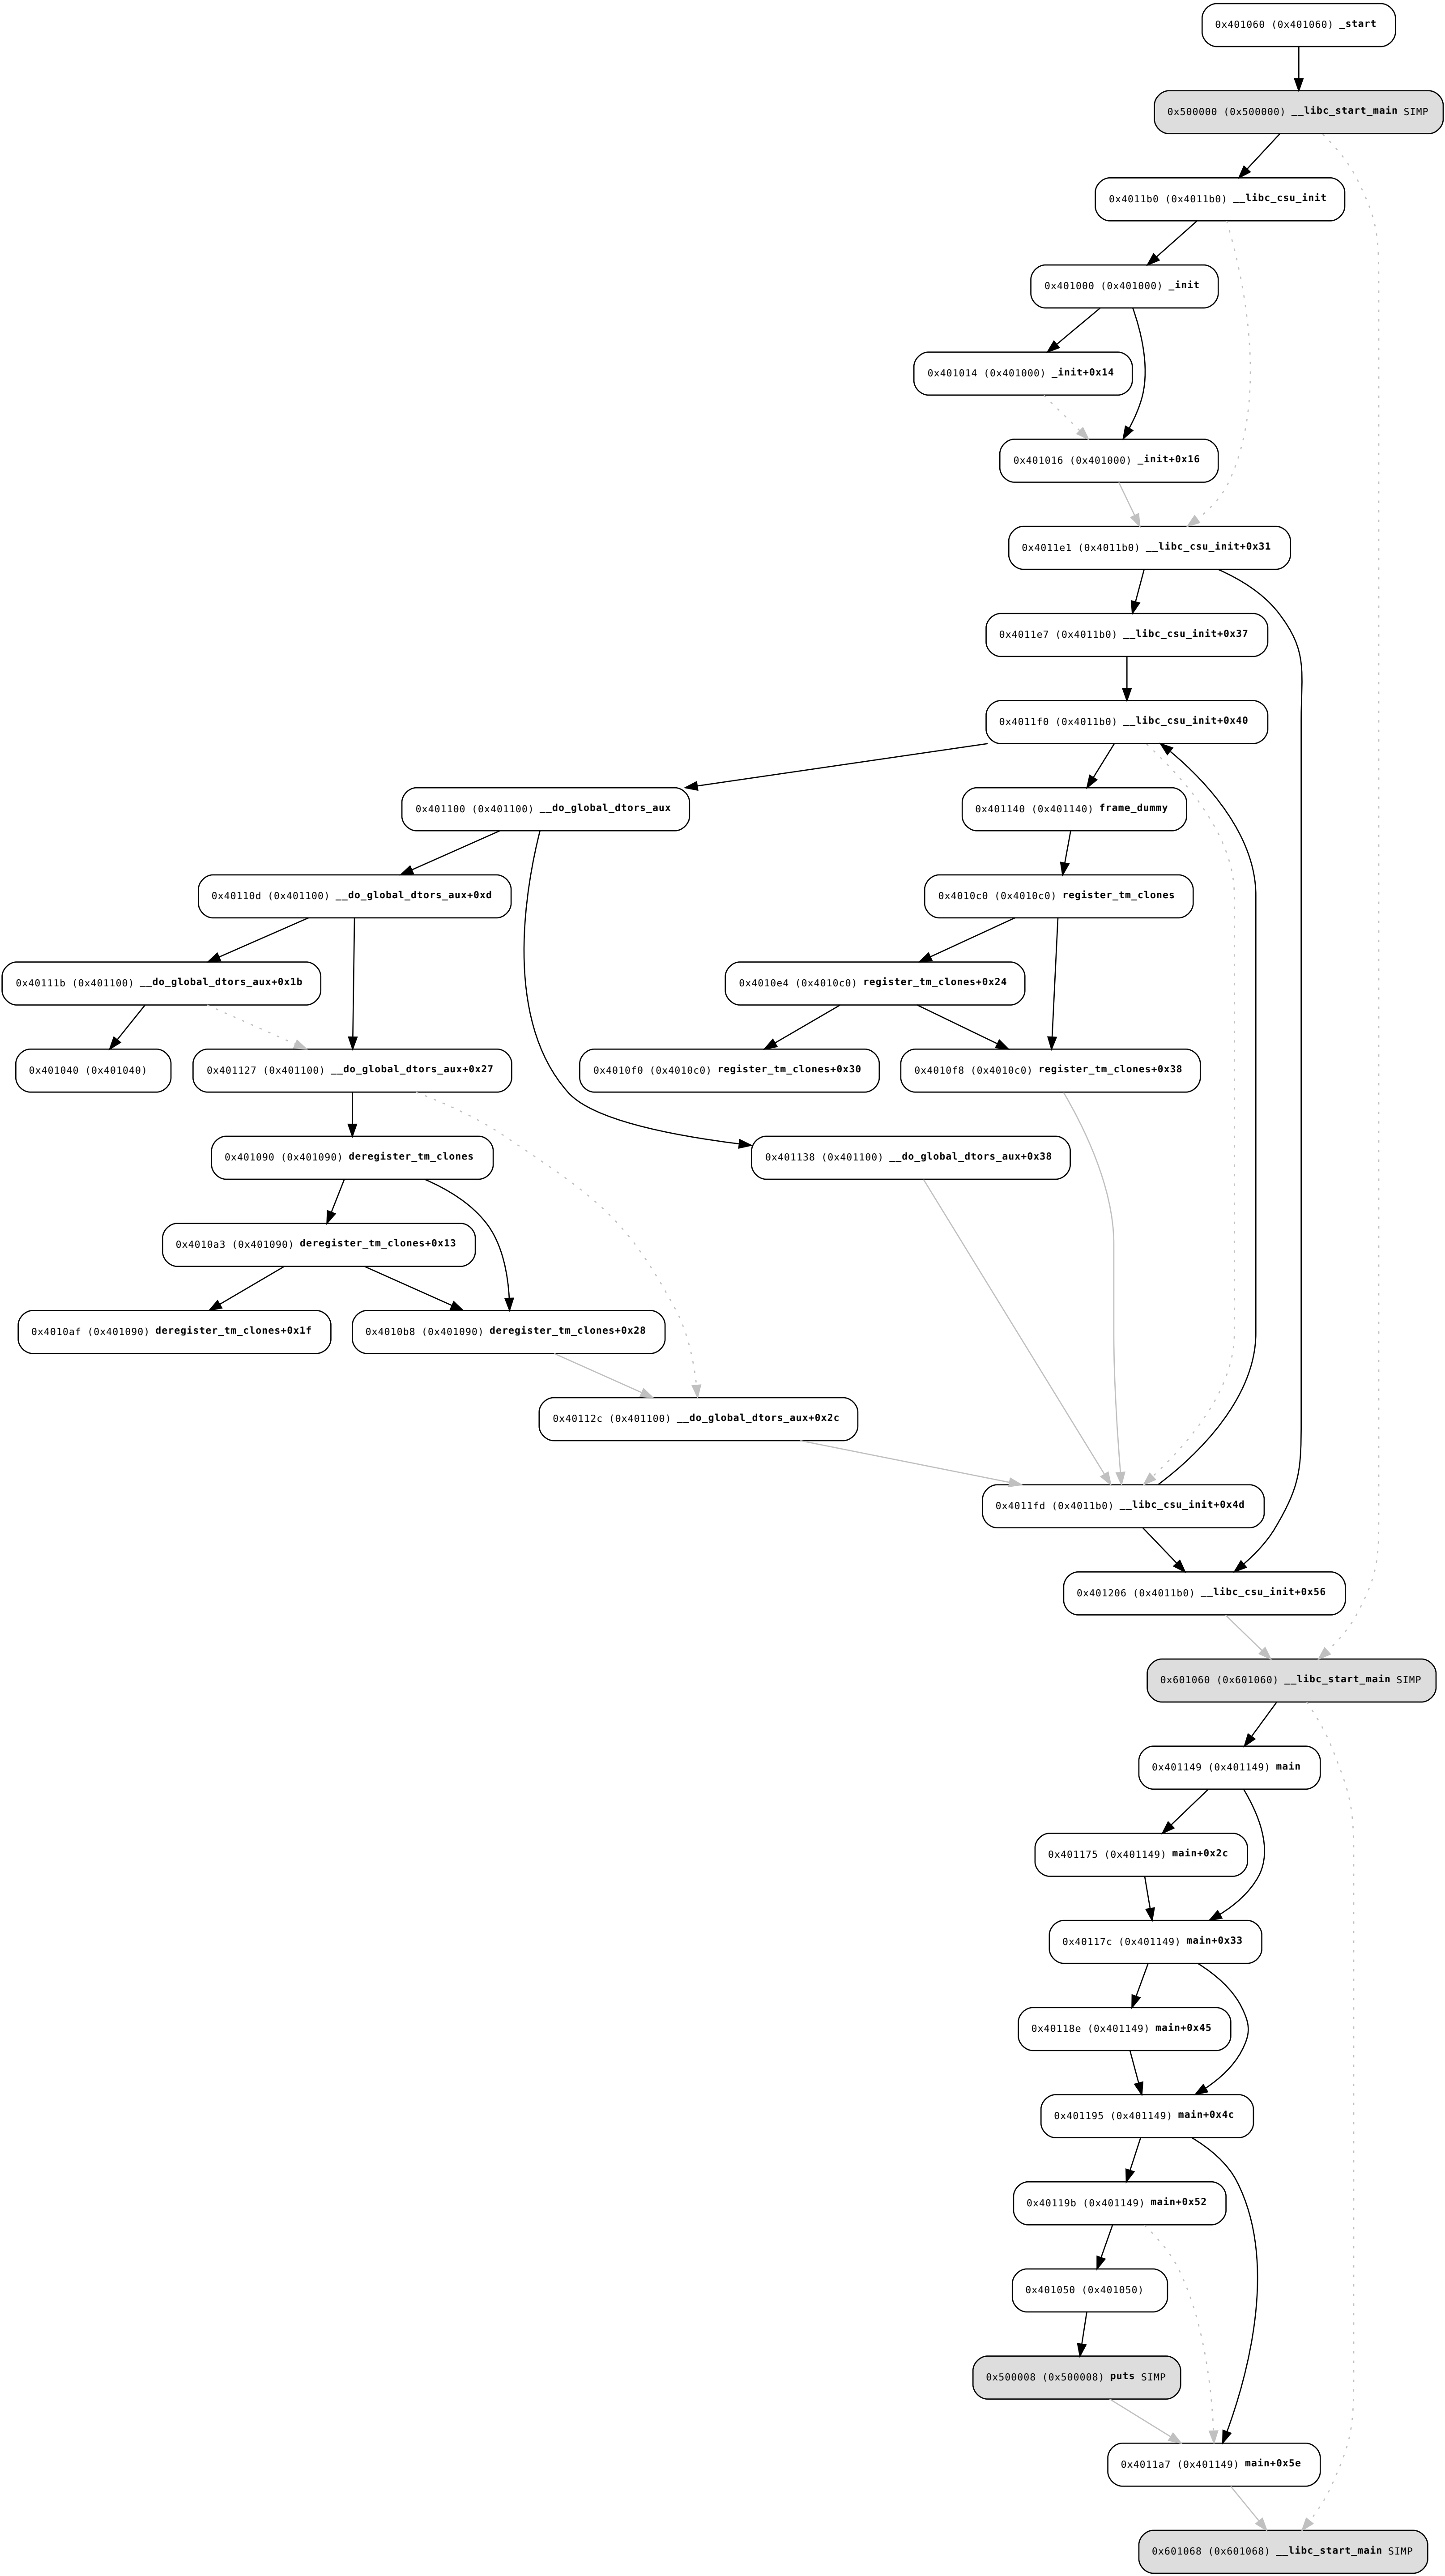 0x401060 (0x401060) _start
0x500000 (0x500000) __libc_start_main SIMP
0x4011b0 (0x4011b0) __libc_csu_init
0x401000 (0x401000) _init
0x401014 (0x401000) _init+0x14
0x401016 (0x401000) _init+0x16
0x4011e1 (0x4011b0) __libc_csu_init+0x31
0x4011e7 (0x4011b0) __libc_csu_init+0x37
0x4011f0 (0x4011b0) __libc_csu_init+0x40
0x401100 (0x401100) __do_global_dtors_aux
0x401140 (0x401140) frame_dummy
0x40110d (0x401100) __do_global_dtors_aux+0xd
0x4010c0 (0x4010c0) register_tm_clones
0x40111b (0x401100) __do_global_dtors_aux+0x1b
0x4010e4 (0x4010c0) register_tm_clones+0x24
0x401040 (0x401040)
0x401127 (0x401100) __do_global_dtors_aux+0x27
0x4010f0 (0x4010c0) register_tm_clones+0x30
0x4010f8 (0x4010c0) register_tm_clones+0x38
0x401090 (0x401090) deregister_tm_clones
0x401138 (0x401100) __do_global_dtors_aux+0x38
0x4010a3 (0x401090) deregister_tm_clones+0x13
0x4010af (0x401090) deregister_tm_clones+0x1f
0x4010b8 (0x401090) deregister_tm_clones+0x28
0x40112c (0x401100) __do_global_dtors_aux+0x2c
0x4011fd (0x4011b0) __libc_csu_init+0x4d
0x401206 (0x4011b0) __libc_csu_init+0x56
0x601060 (0x601060) __libc_start_main SIMP
0x401149 (0x401149) main
0x401175 (0x401149) main+0x2c
0x40117c (0x401149) main+0x33
0x40118e (0x401149) main+0x45
0x401195 (0x401149) main+0x4c
0x40119b (0x401149) main+0x52
0x401050 (0x401050)
0x500008 (0x500008) puts SIMP
0x4011a7 (0x401149) main+0x5e
0x601068 (0x601068) __libc_start_main SIMP